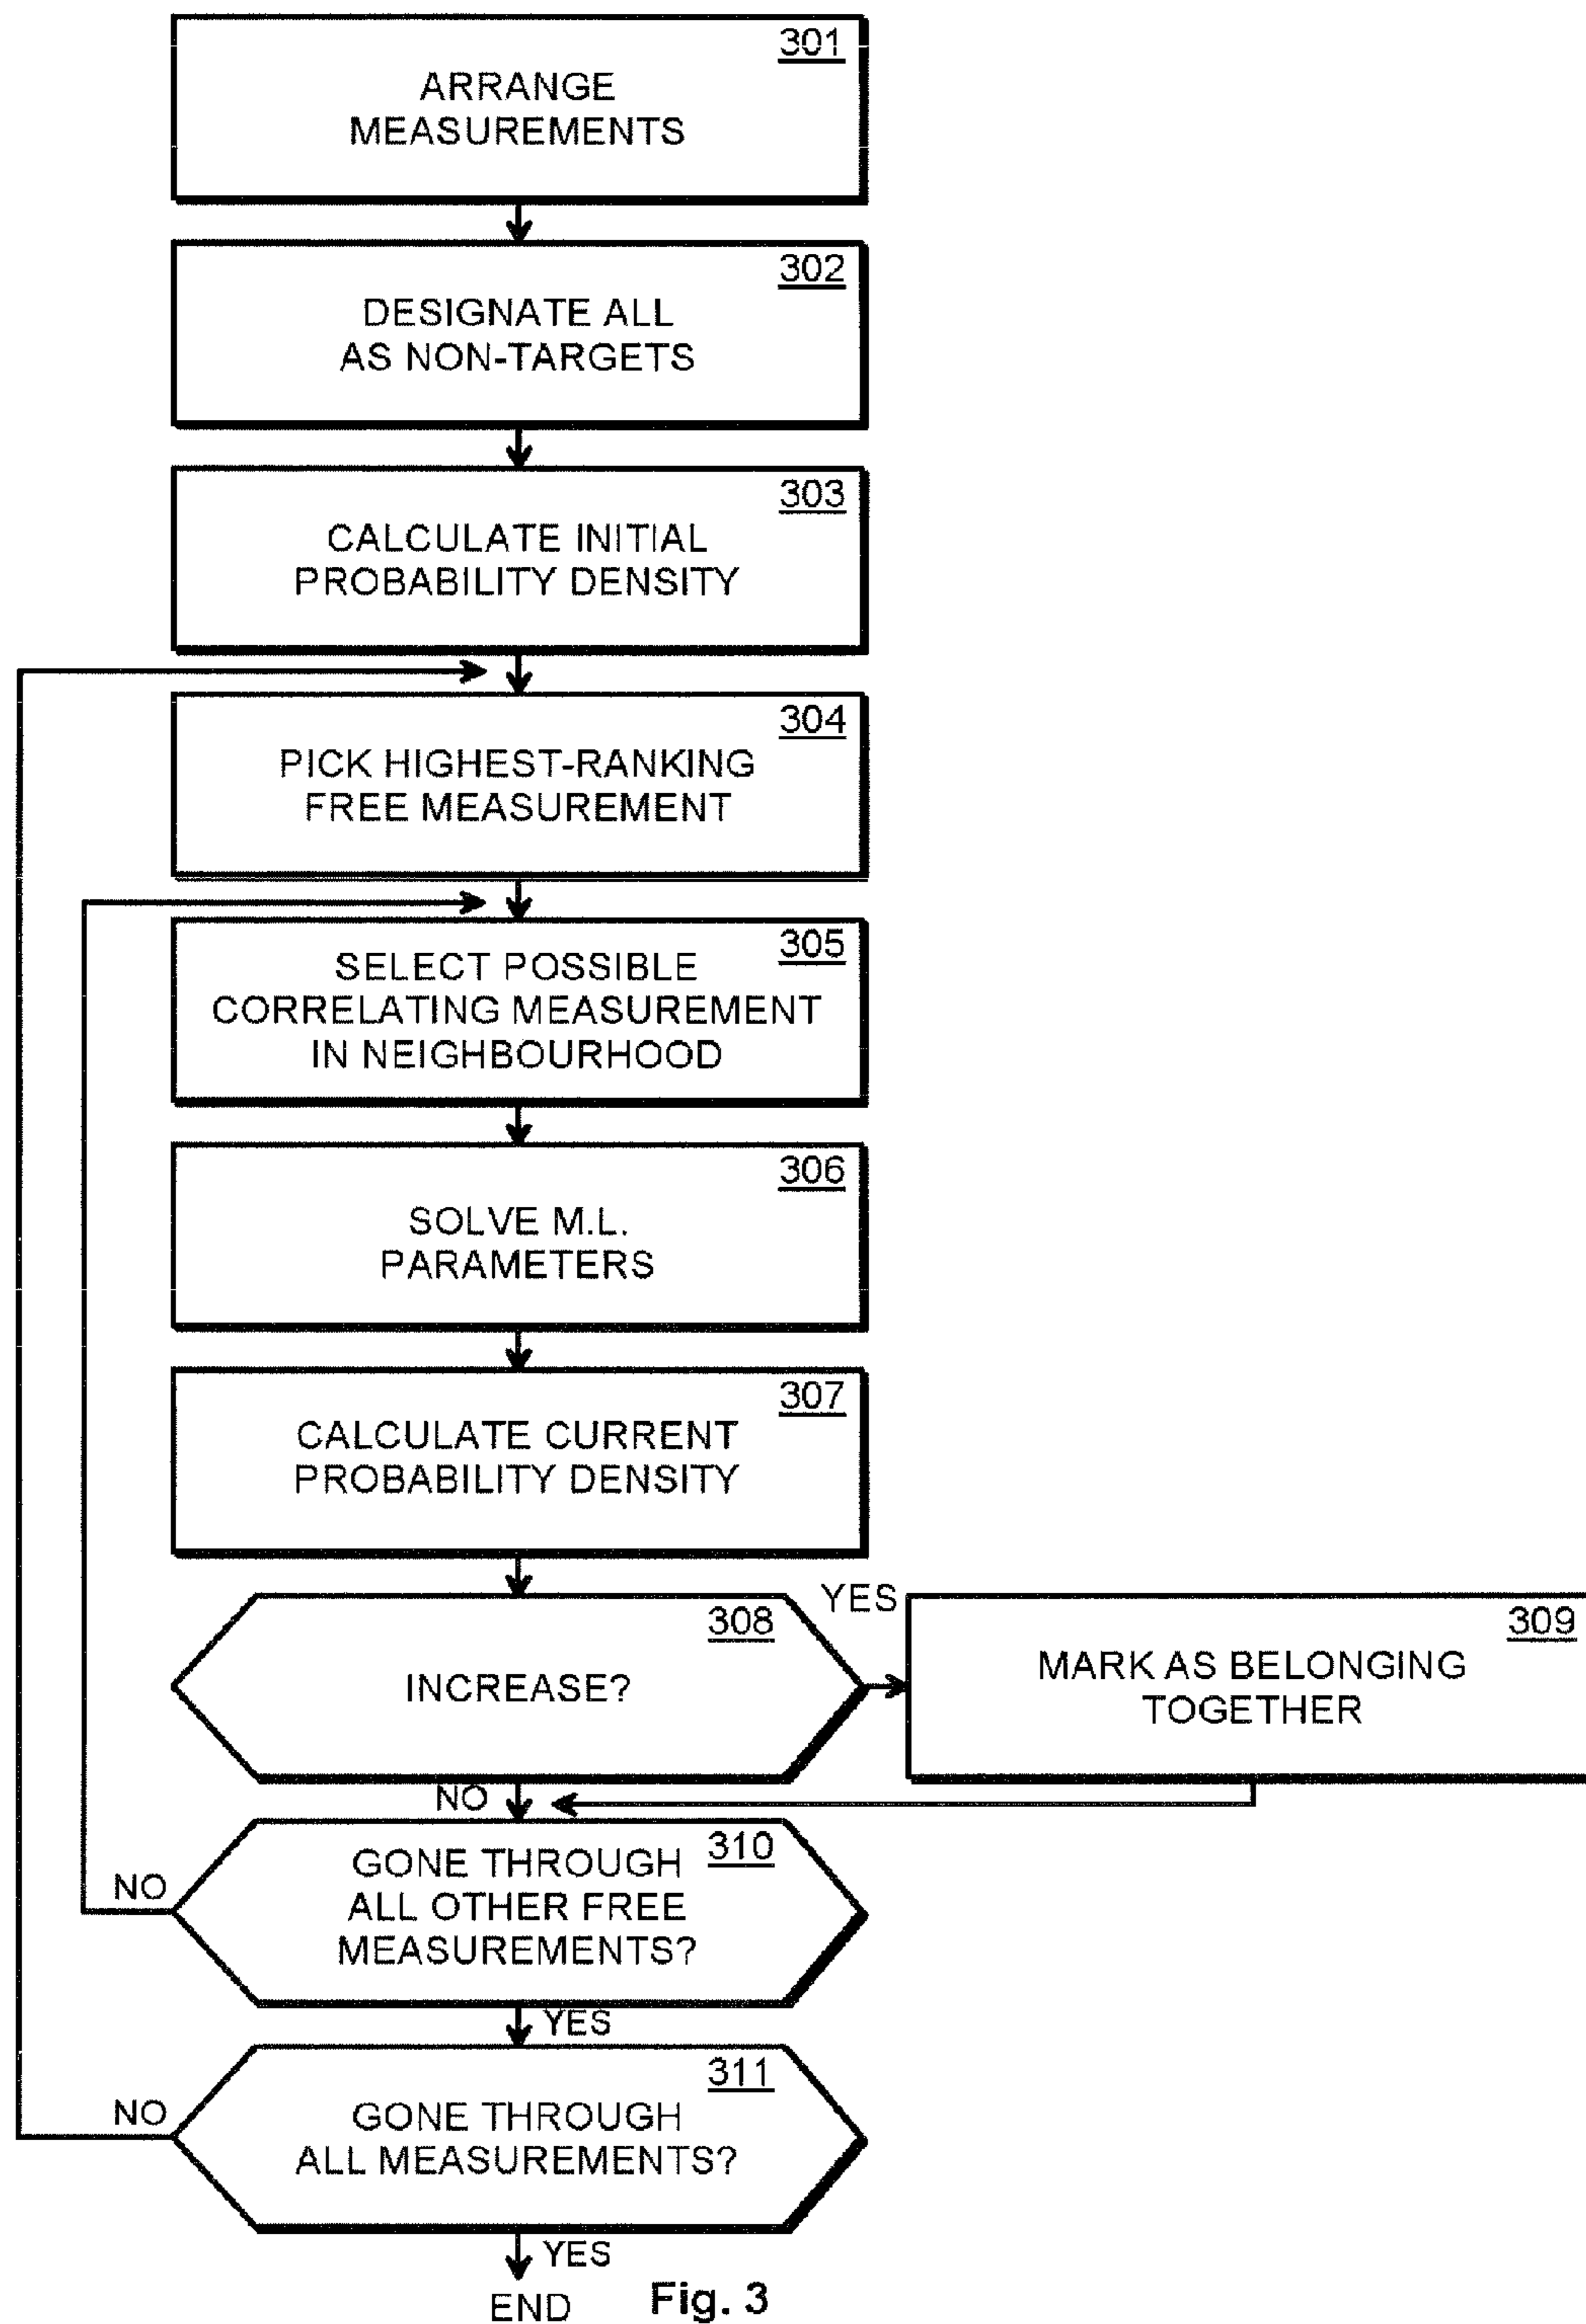 301
ARRANGE
MEASUREMENTS
302
DESIGNATE ALL
AS NON-TARGETS
303
CALCULATE INITIAL
PROBABILITY DENSITY
304
PICK HIGHEST-RANKING
FREE MEASUREMENT
305
SELECT POSSIBLE
CORRELATING MEASUREMENT
IN NEIGHBOURHOOD
306
SOLVE M.L.
PARAMETERS
307
CALCULATE CURRENT
PROBABILITY DENSITY
308
INCREASE?
YES
309
MARK AS BELONGING
TOGETHER
NO
310
GONE THROUGH
ALL OTHER FREE
MEASUREMENTS?
NO
YES
311
GONE THROUGH
ALL MEASUREMENTS?
NO
YES
END
Fig. 3